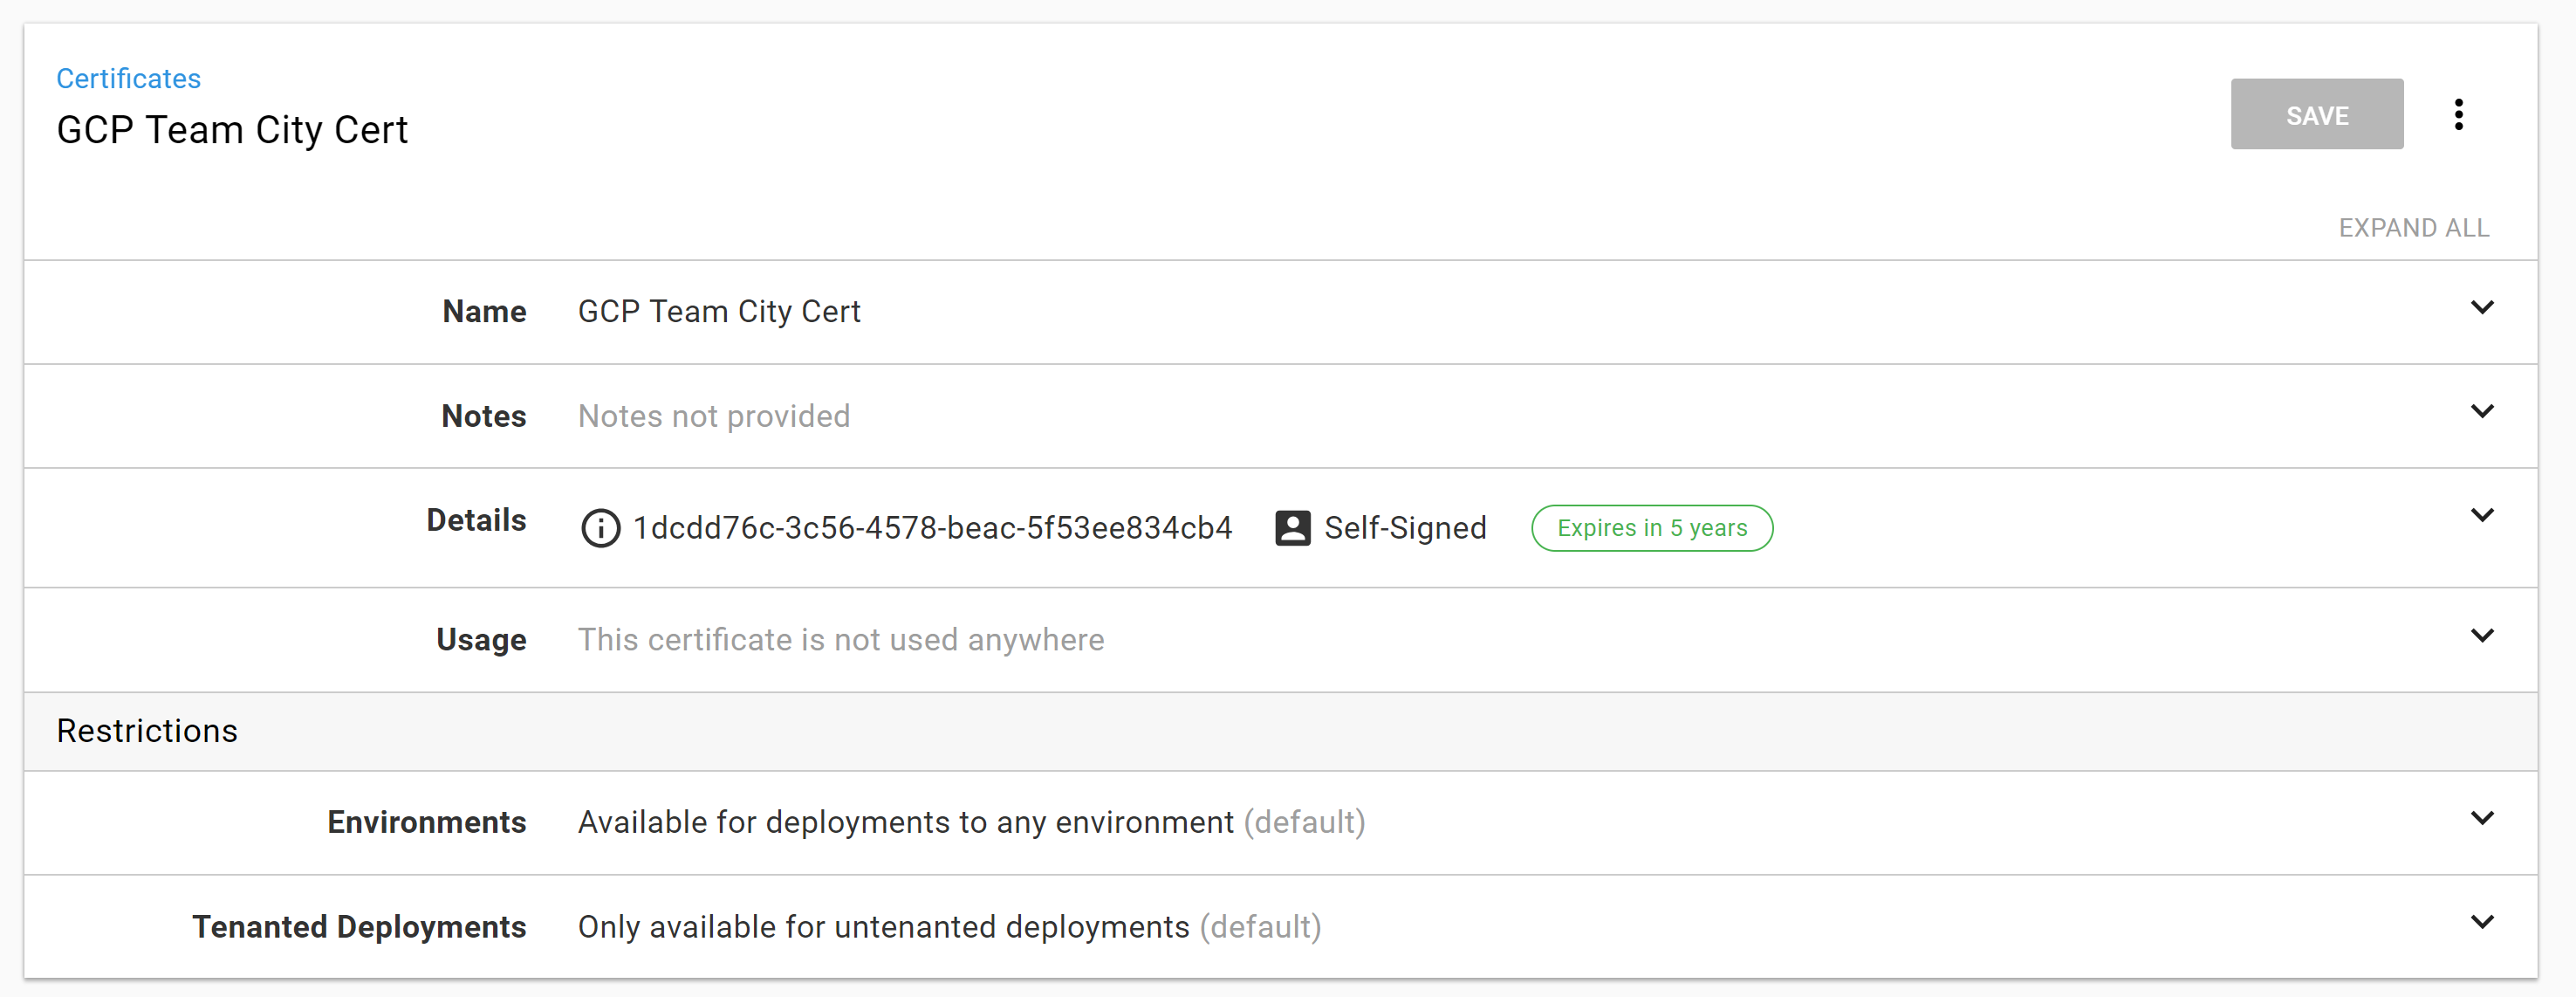 Certificates
GCP Team City Cert
SAVE
EXPAND ALL
Name GCP Team City Cert
Notes Notes not provided
Details 1dcdd76c-3c56-4578-beac-5f53ee834cb4 Self-Signed Expires in 5 years
Usage This certificate is not used anywhere
Restrictions
Environments Available for deployments to any environment (default)
Tenanted Deployments Only available for untenanted deployments (default)